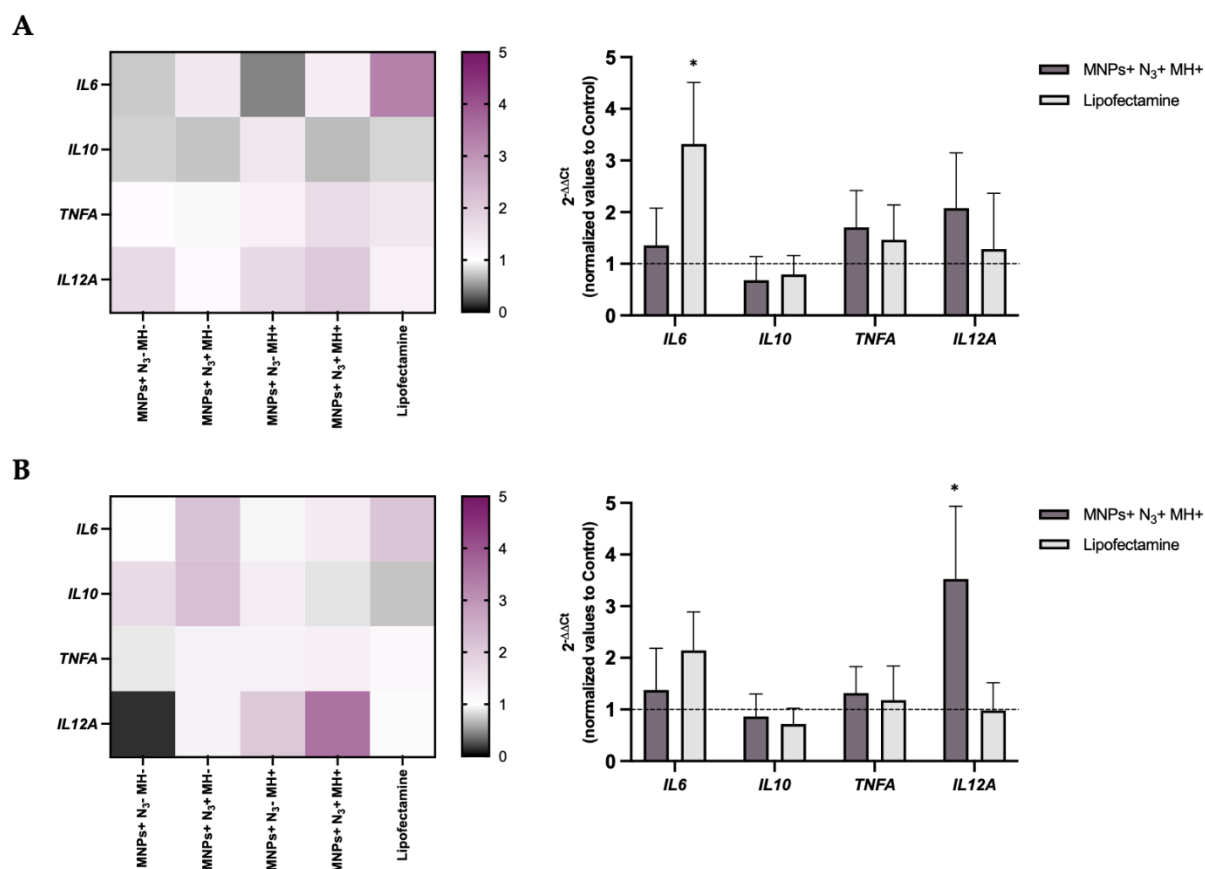 A
IL6
IL10
TNFA
IL12A
5
4
3
2
1
0
MNPs+ N₃- MH-
MNPs+ N₃+ MH-
MNPs+ N₃- MH+
MNPs+ N₃+ MH+
Lipofectamine
2^-ΔΔCt
(normalized values to Control)
5
4
3
2
1
0
*
IL6
IL10
TNFA
IL12A
MNPs+ N₃+ MH+
Lipofectamine
B
IL6
IL10
TNFA
IL12A
5
4
3
2
1
0
MNPs+ N₃- MH-
MNPs+ N₃+ MH-
MNPs+ N₃- MH+
MNPs+ N₃+ MH+
Lipofectamine
2^-ΔΔCt
(normalized values to Control)
5
4
3
2
1
0
*
IL6
IL10
TNFA
IL12A
MNPs+ N₃+ MH+
Lipofectamine